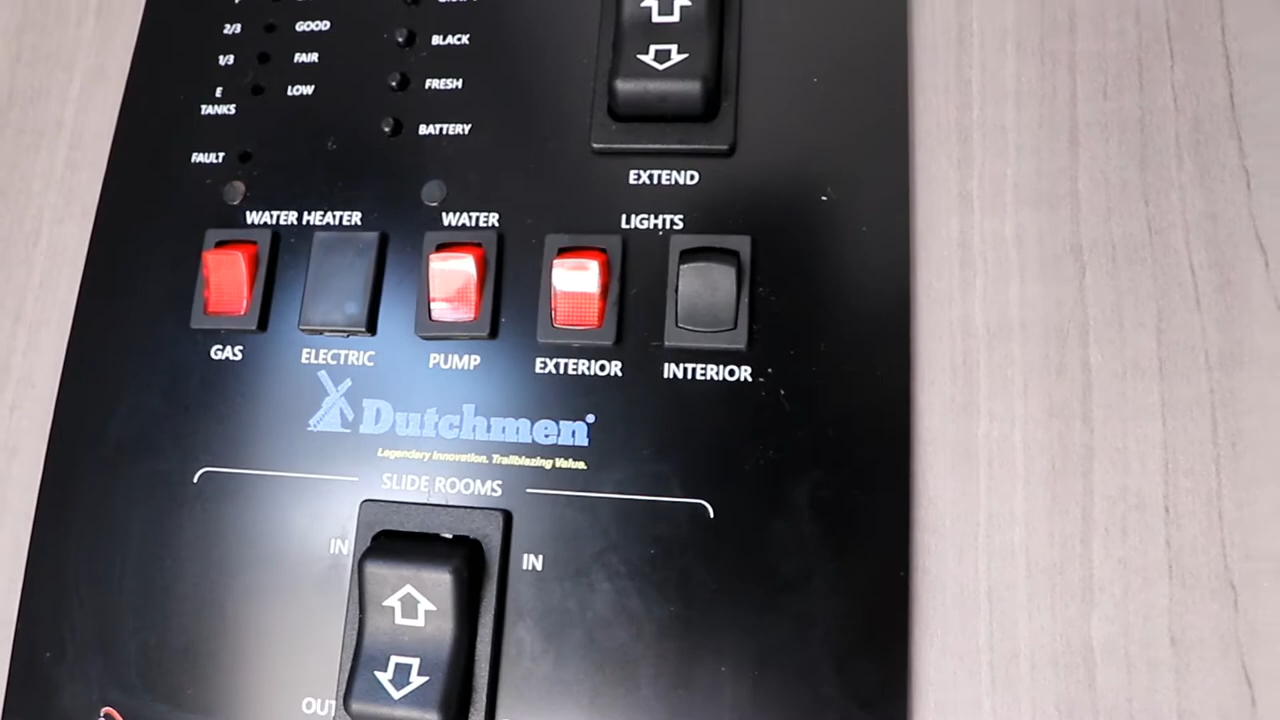 2/3 GOOD
1/3 FAIR BLACK
E LOW FRESH
TANKS
BATTERY
FAULT
EXTEND
WATER HEATER WATER LIGHTS
GAS ELECTRIC PUMP EXTERIOR INTERIOR
Dutchmen®
Legendary Innovation. Trailblazing Value.
SLIDE ROOMS
IN IN
OUT